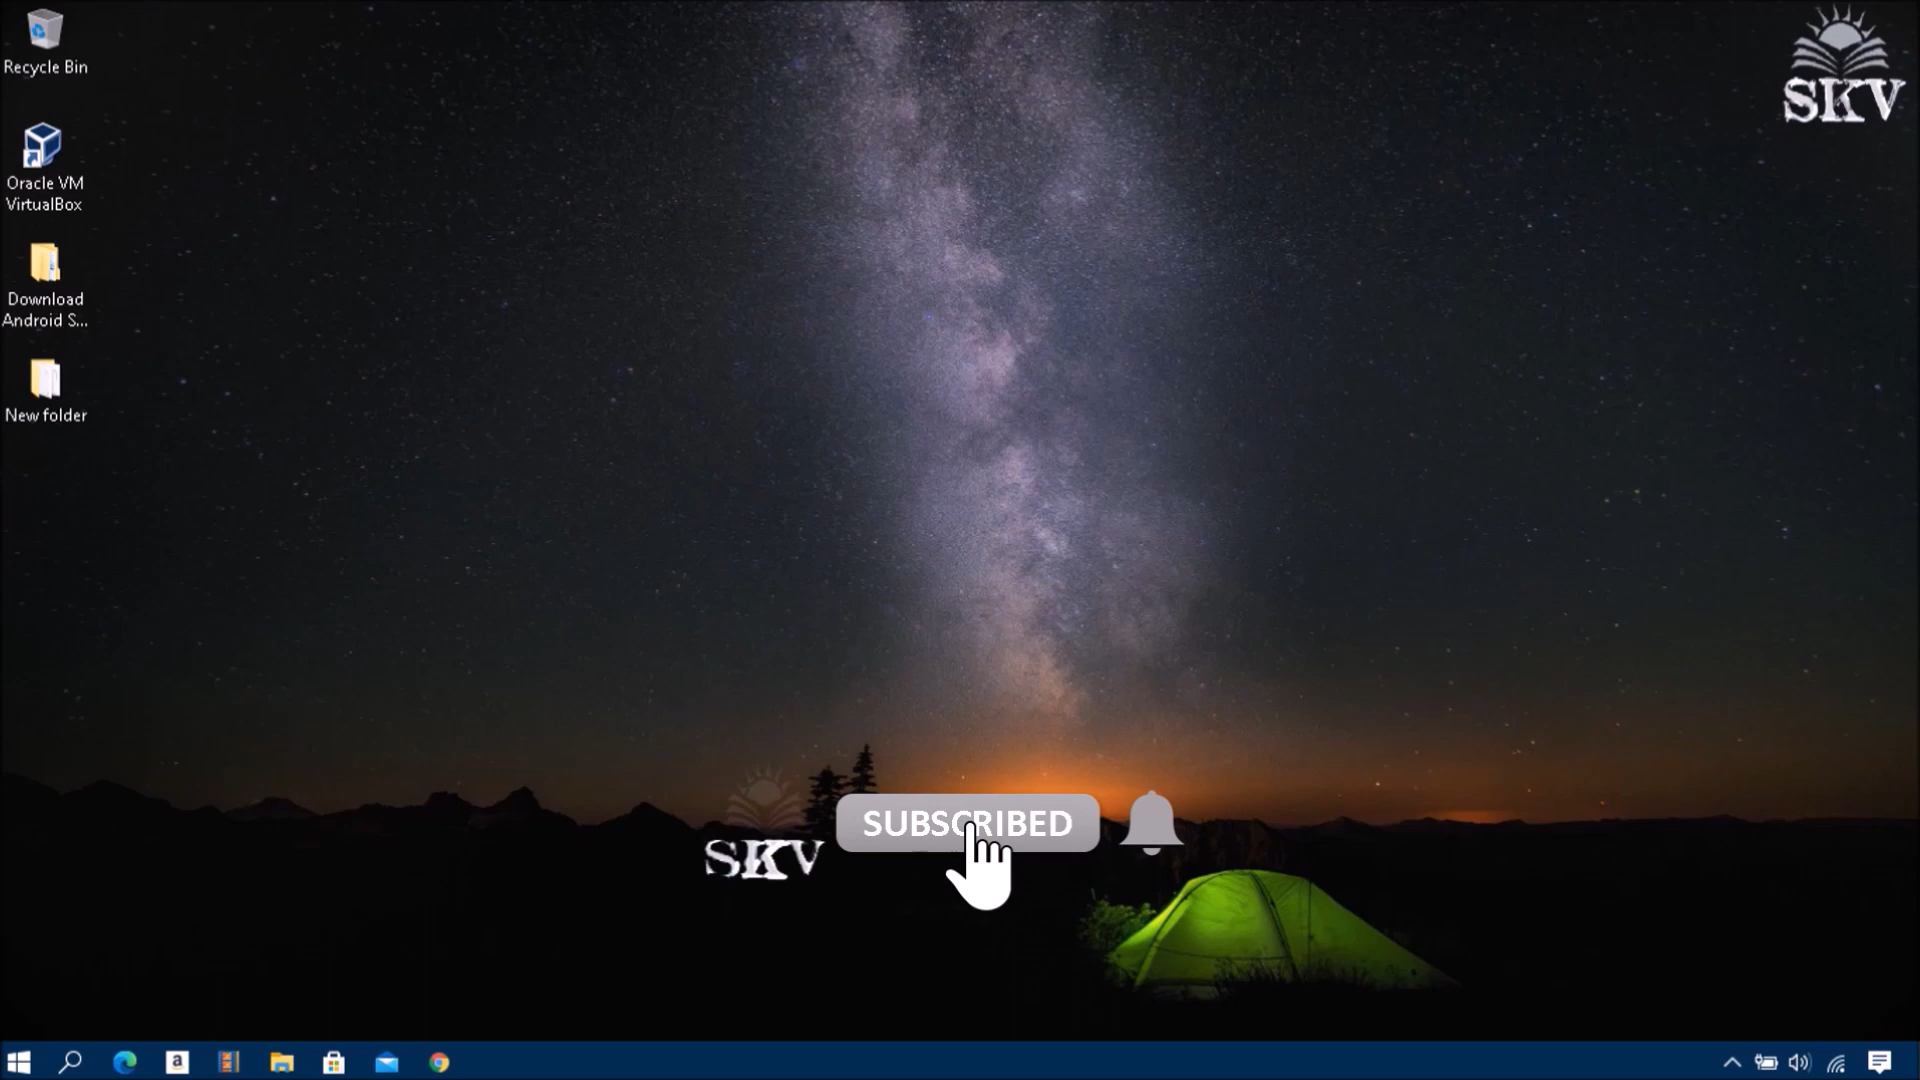 Recycle Bin
Oracle VM
VirtualBox
Download
Android S...
New folder
SKV
SKV
SUBSCRIBED
a